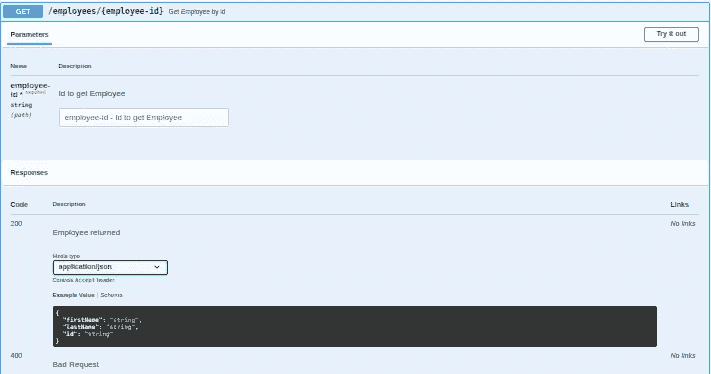 GET /employees/{employee-id} Get Employee by id
Parameters
Try it out
Name Description
employee-id * required
string
(path)
Id to get Employee
employee-id - Id to get Employee
Responses
Code Description Links
200
Employee returned
No links
Media type
application/json
Controls Accept header.
Example Value | Schema
{
"firstName": "string",
"lastName": "string",
"id": "string"
}
400
Bad Request
No links